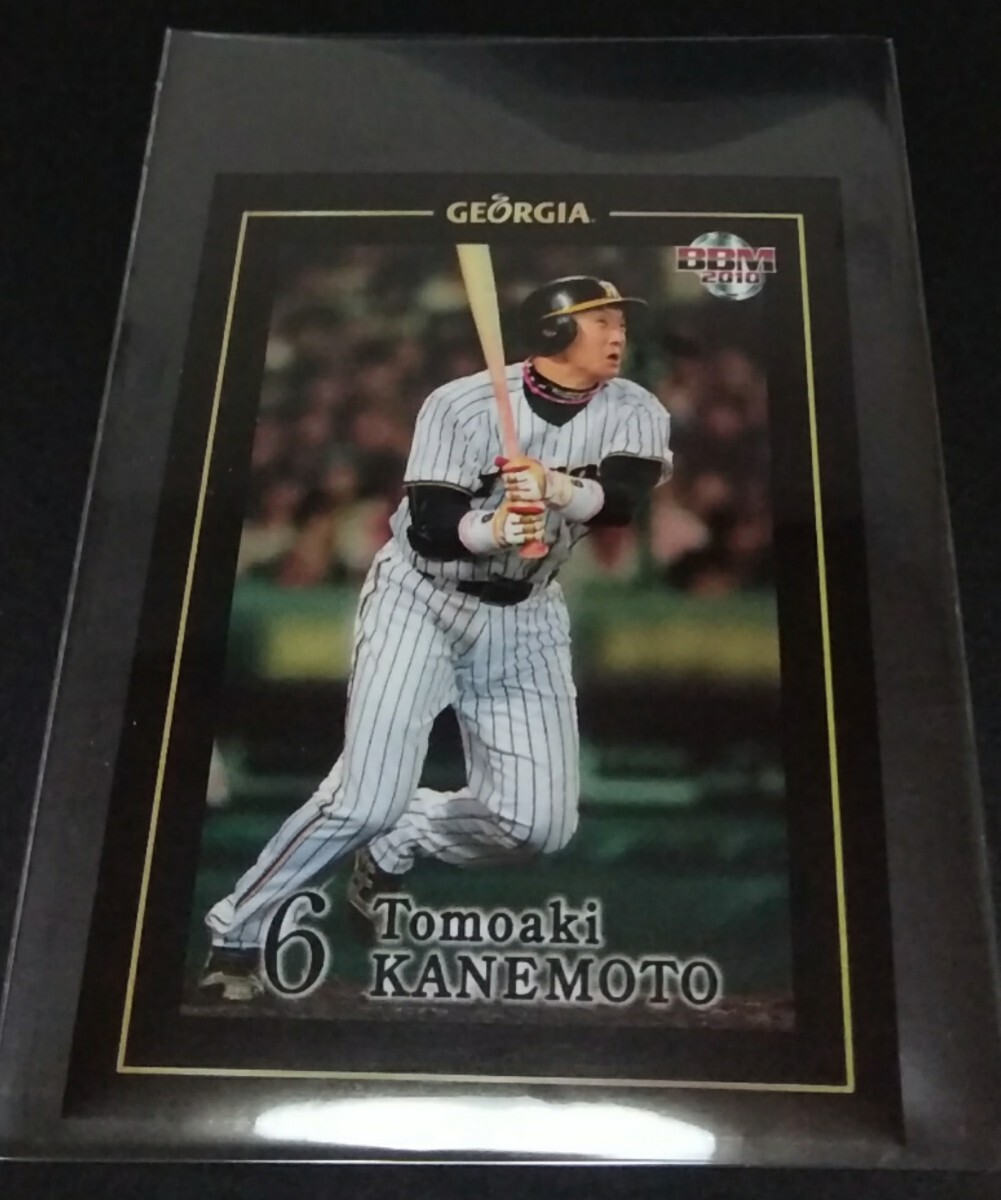 GEORGIA
BBM
2010
6
Tomoaki
KANEMOTO